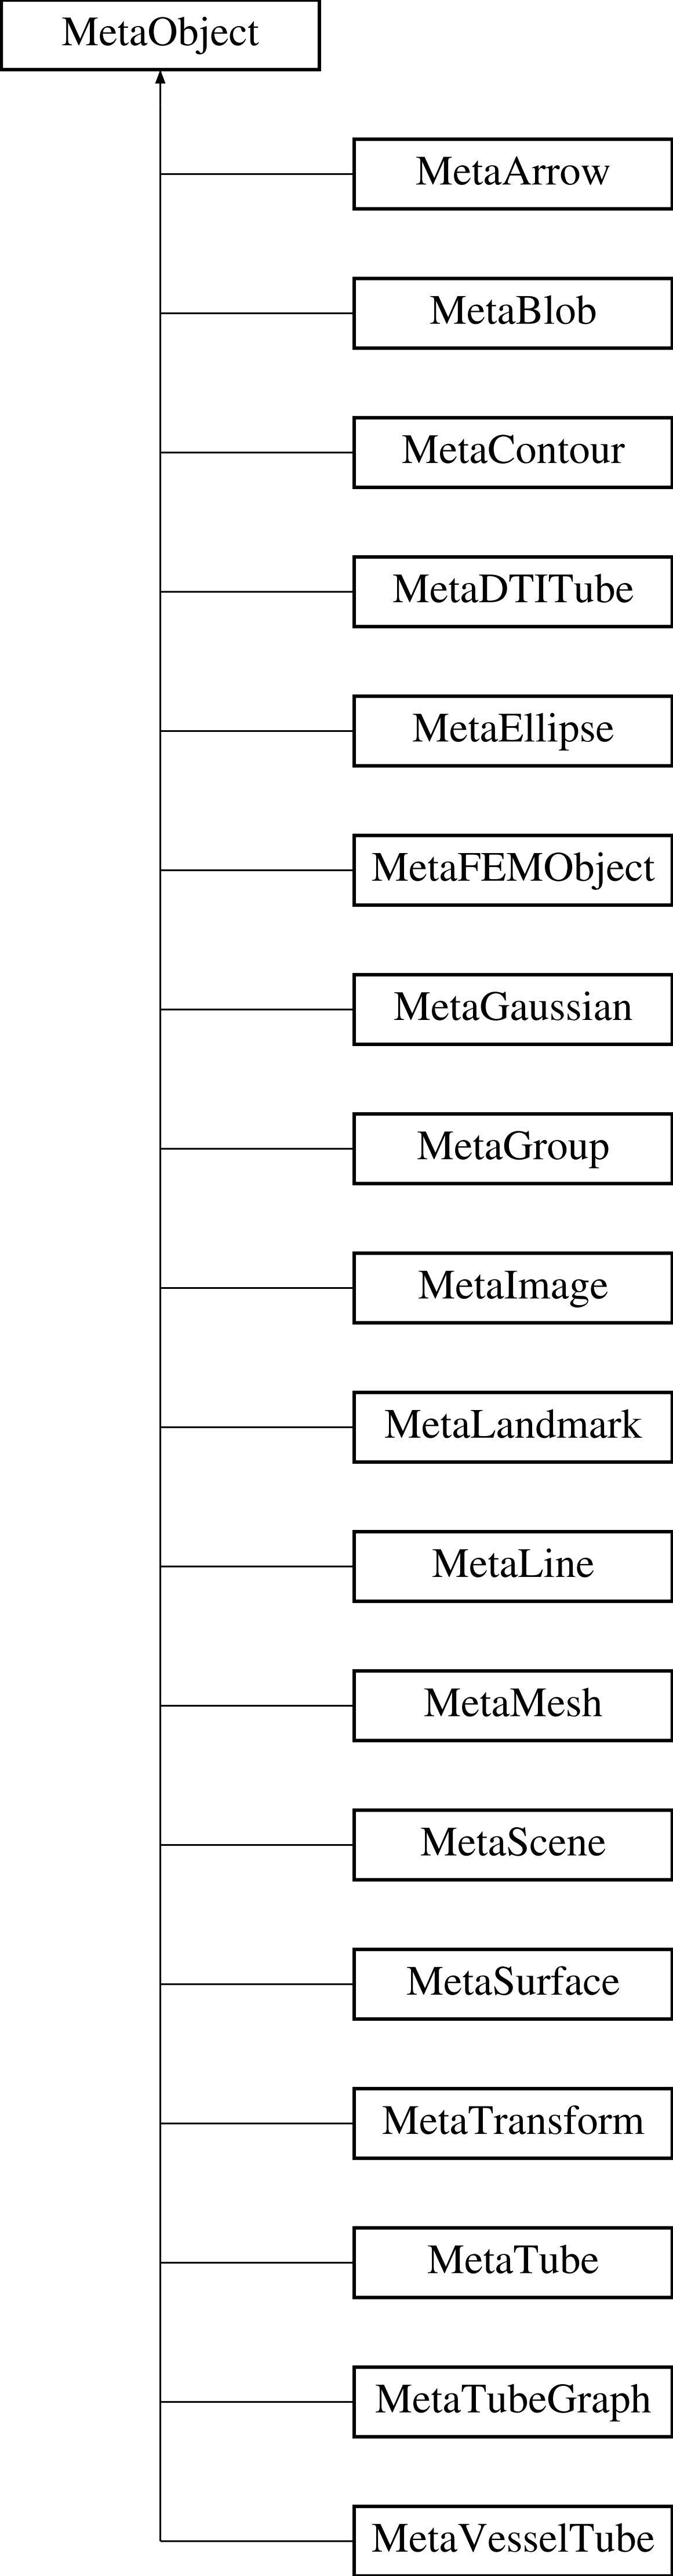 MetaObject
MetaArrow
MetaBlob
MetaContour
MetaDTITube
MetaEllipse
MetaFEMObject
MetaGaussian
MetaGroup
MetaImage
MetaLandmark
MetaLine
MetaMesh
MetaScene
MetaSurface
MetaTransform
MetaTube
MetaTubeGraph
MetaVesselTube